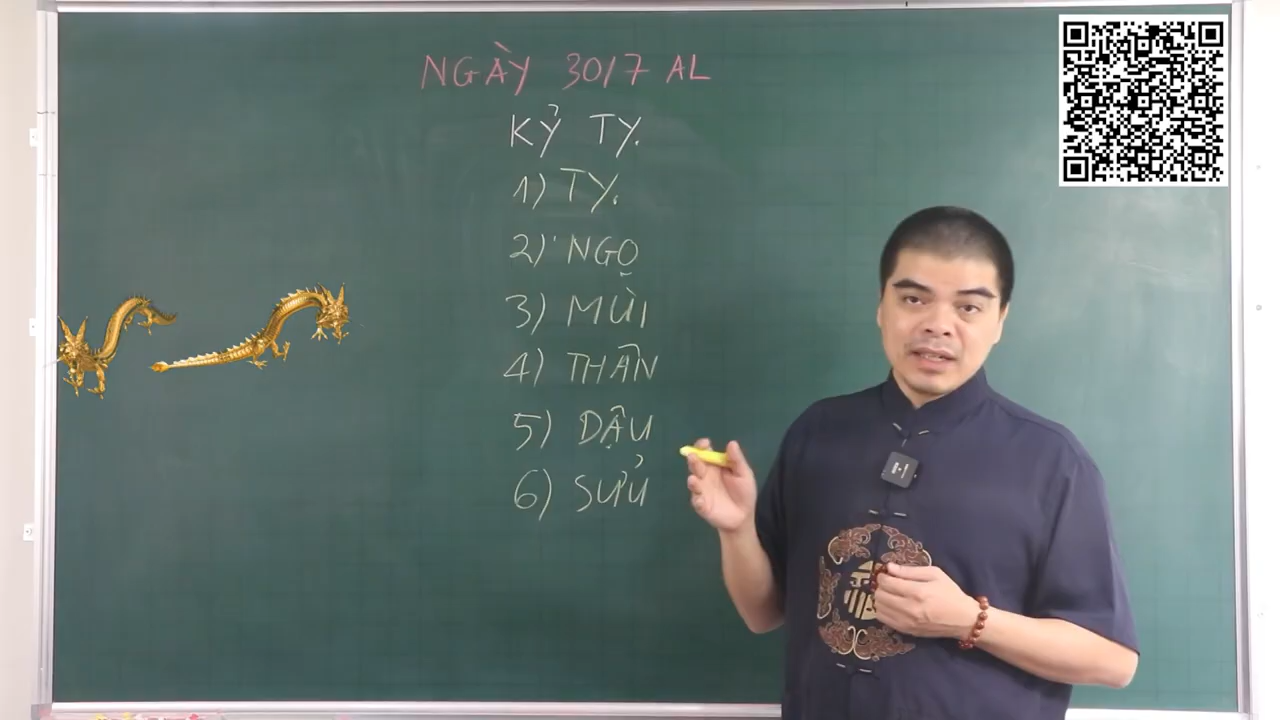 NGÀY 30/7 AL
KỶ TỴ
1) TỴ
2) NGỌ
3) MÙI
4) THÂN
5) DẬU
6) SỬU